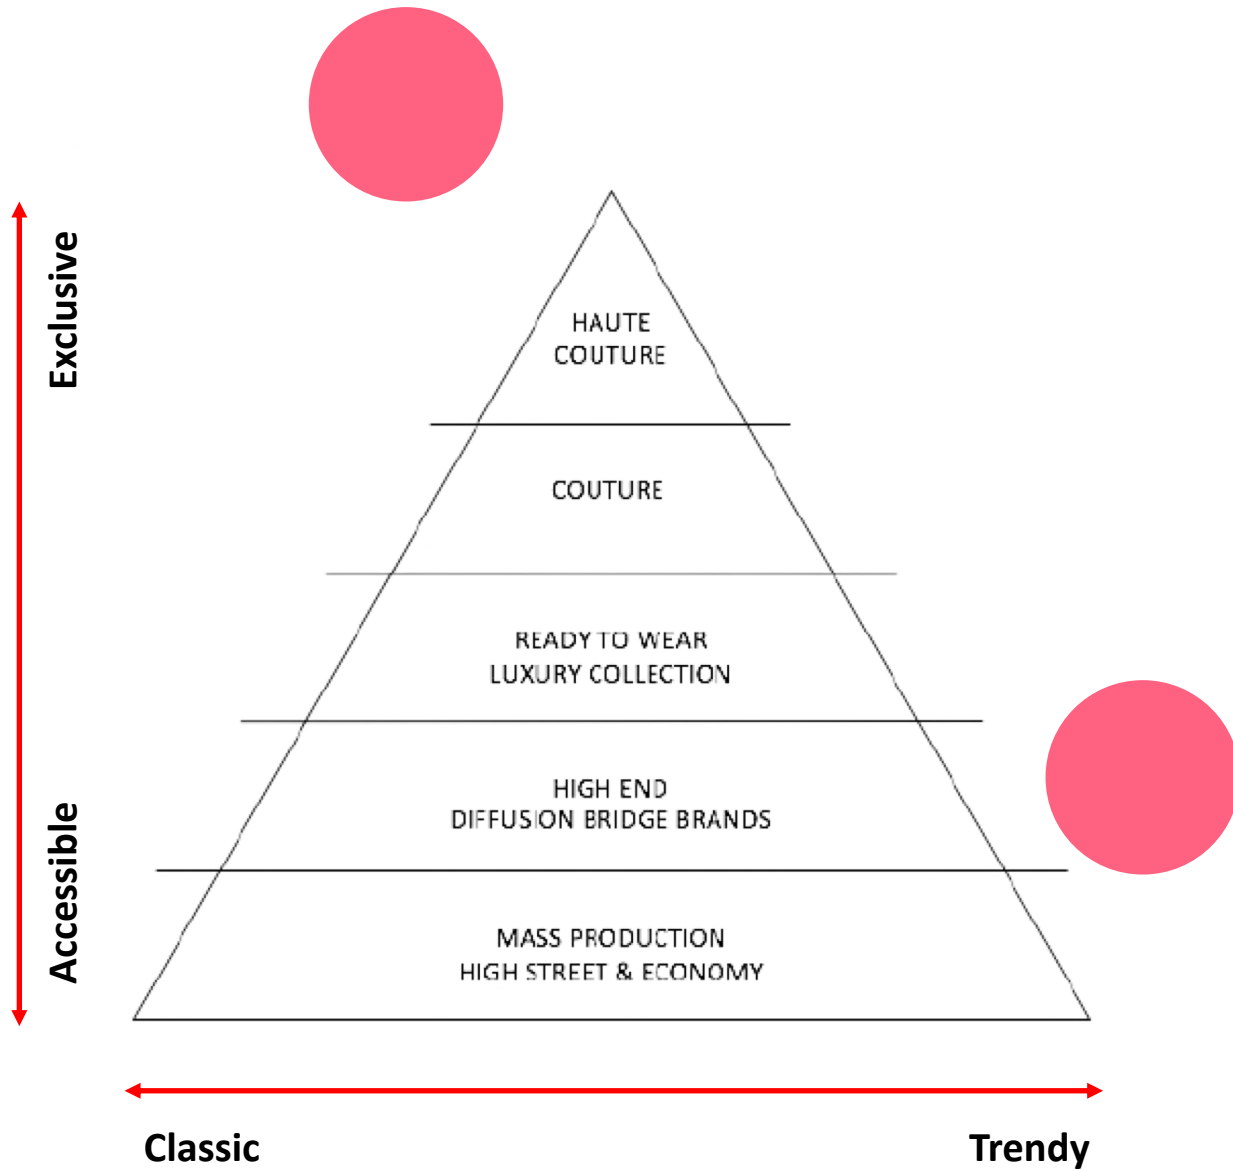 Exclusive
HAUTE
COUTURE
COUTURE
READY TO WEAR
LUXURY COLLECTION
HIGH END
DIFFUSION BRIDGE BRANDS
Accessible
MASS PRODUCTION
HIGH STREET & ECONOMY
Classic
Trendy